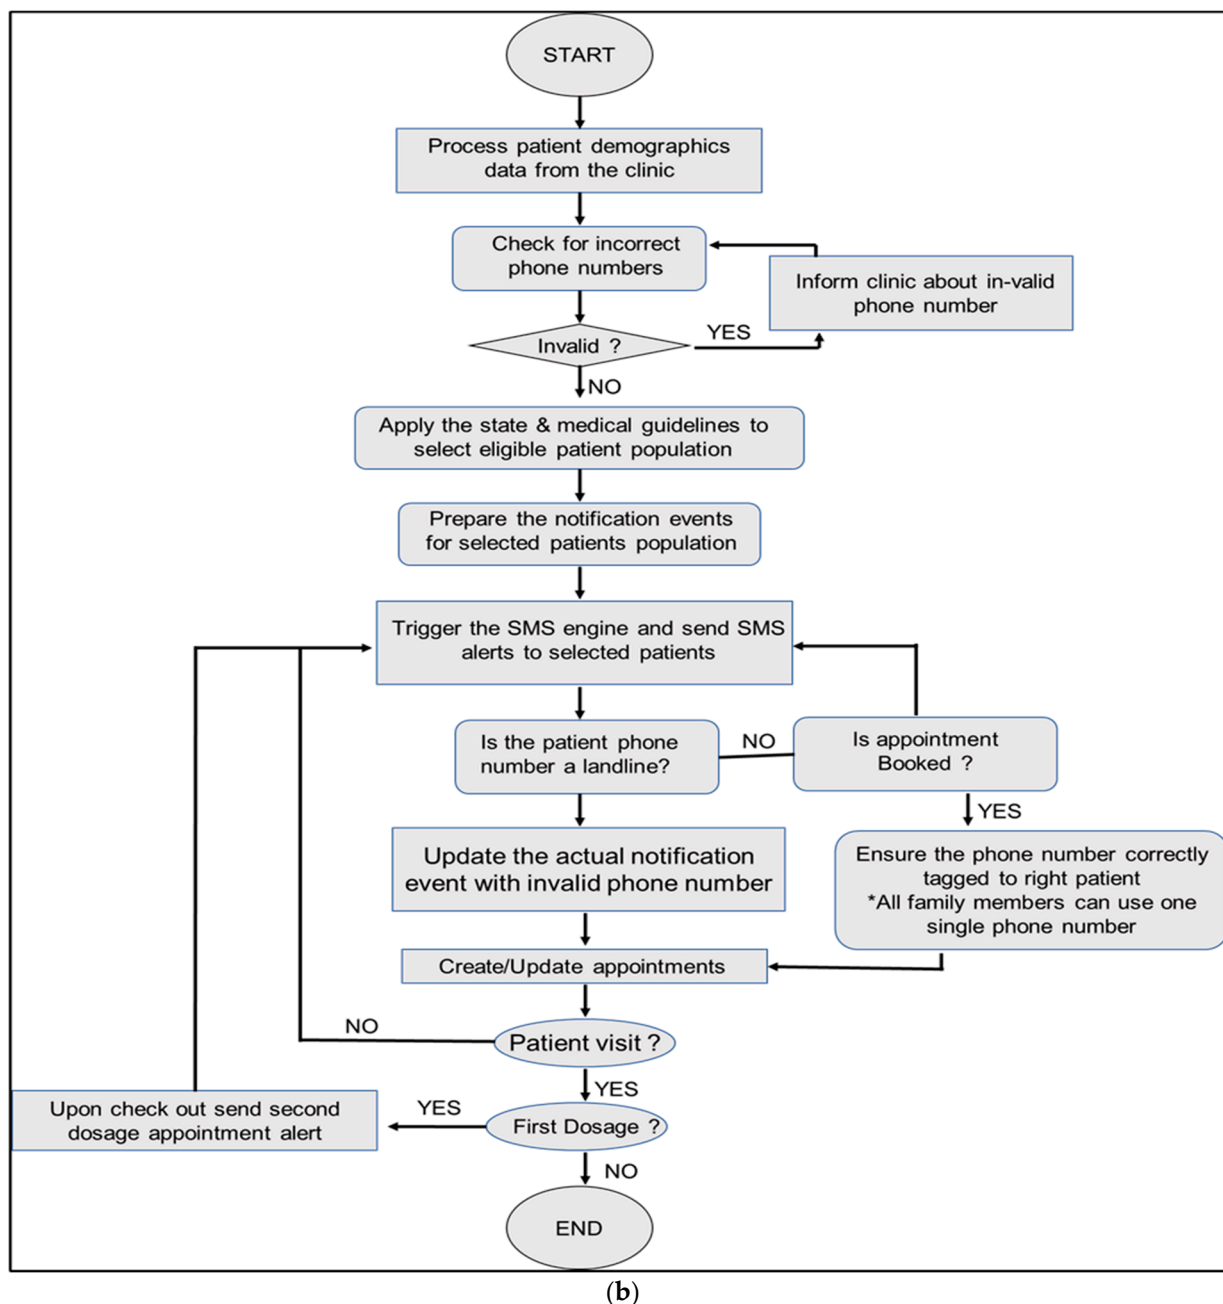 START
Process patient demographics
data from the clinic
Check for incorrect
phone numbers
Inform clinic about in-valid
phone number
Invalid ?
YES
NO
Apply the state & medical guidelines to
select eligible patient population
Prepare the notification events
for selected patients population
Trigger the SMS engine and send SMS
alerts to selected patients
Is the patient phone
number a landline?
NO
Is appointment
Booked ?
YES
Update the actual notification
event with invalid phone number
Ensure the phone number correctly
tagged to right patient
*All family members can use one
single phone number
Create/Update appointments
NO
Patient visit ?
YES
Upon check out send second
dosage appointment alert
YES
First Dosage ?
NO
END
(b)